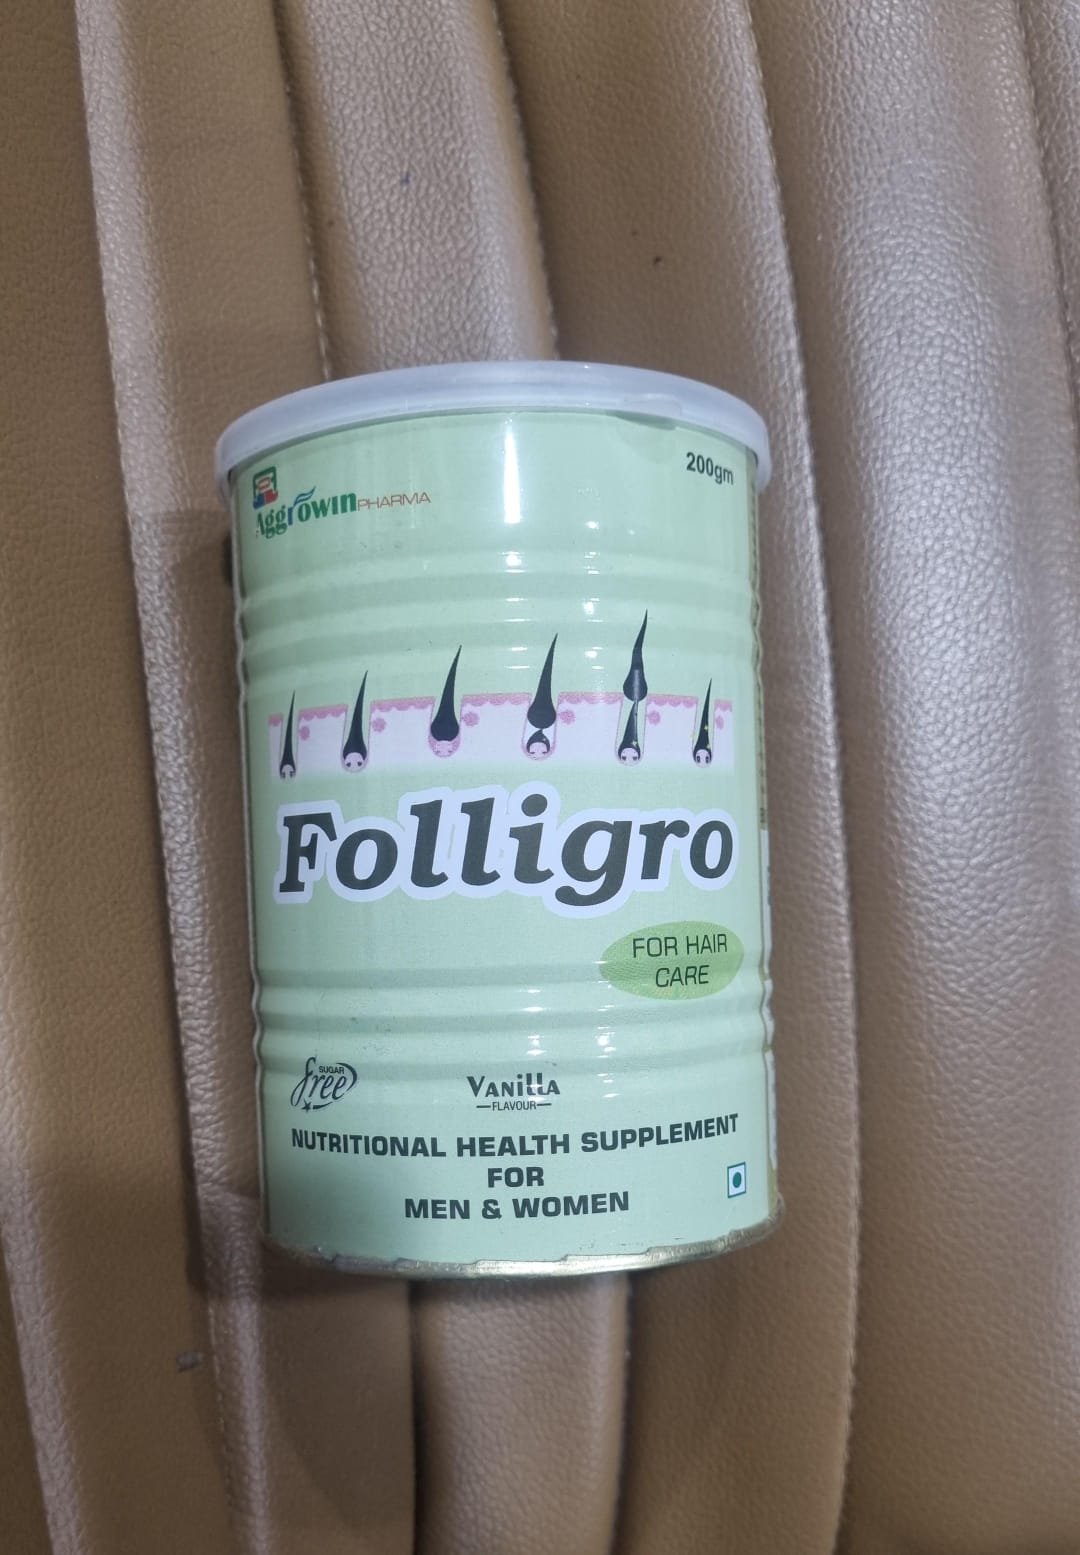 Aggrowin PHARMA
200gm
Folligro
FOR HAIR
CARE
SUGAR
free
VANillA
FLAVOUR
NUTRITIONAL HEALTH SUPPLEMENT
FOR
MEN & WOMEN